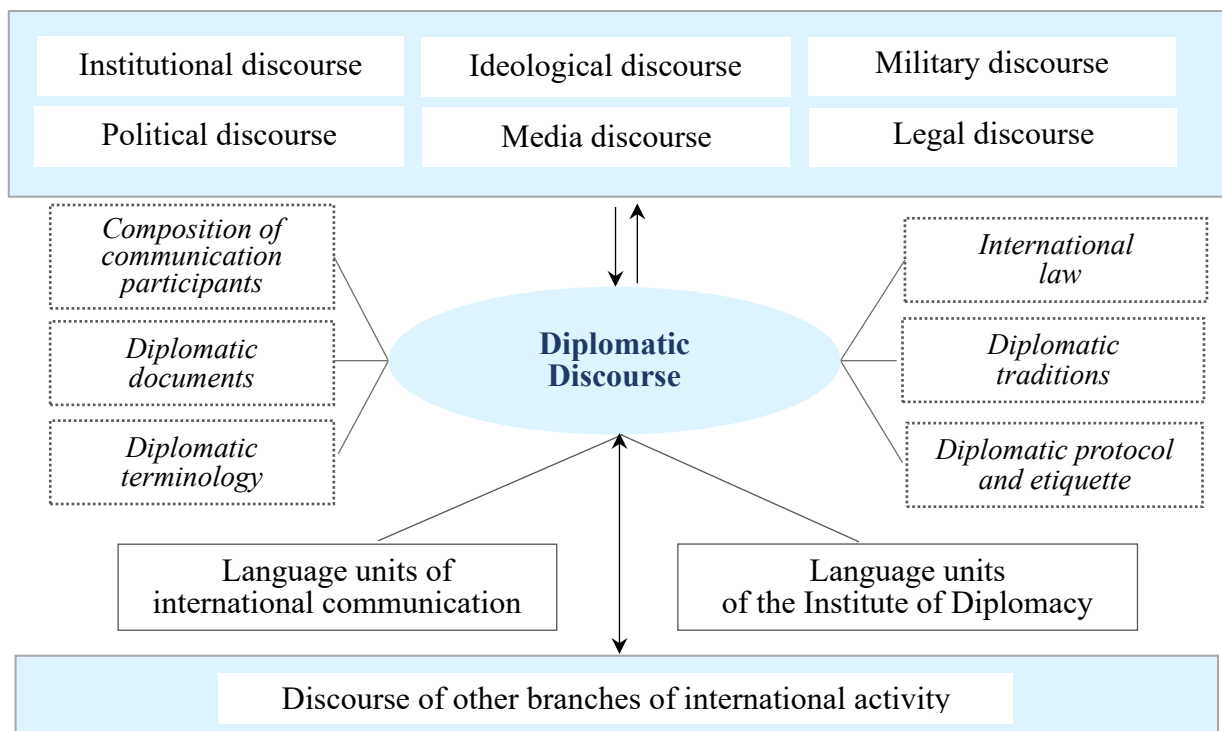 Institutional discourse
Ideological discourse
Military discourse
Political discourse
Media discourse
Legal discourse
Composition of
communication
participants
Diplomatic
documents
Diplomatic
terminology
Diplomatic
Discourse
International
law
Diplomatic
traditions
Diplomatic protocol
and etiquette
Language units of
international communication
Language units
of the Institute of Diplomacy
Discourse of other branches of international activity